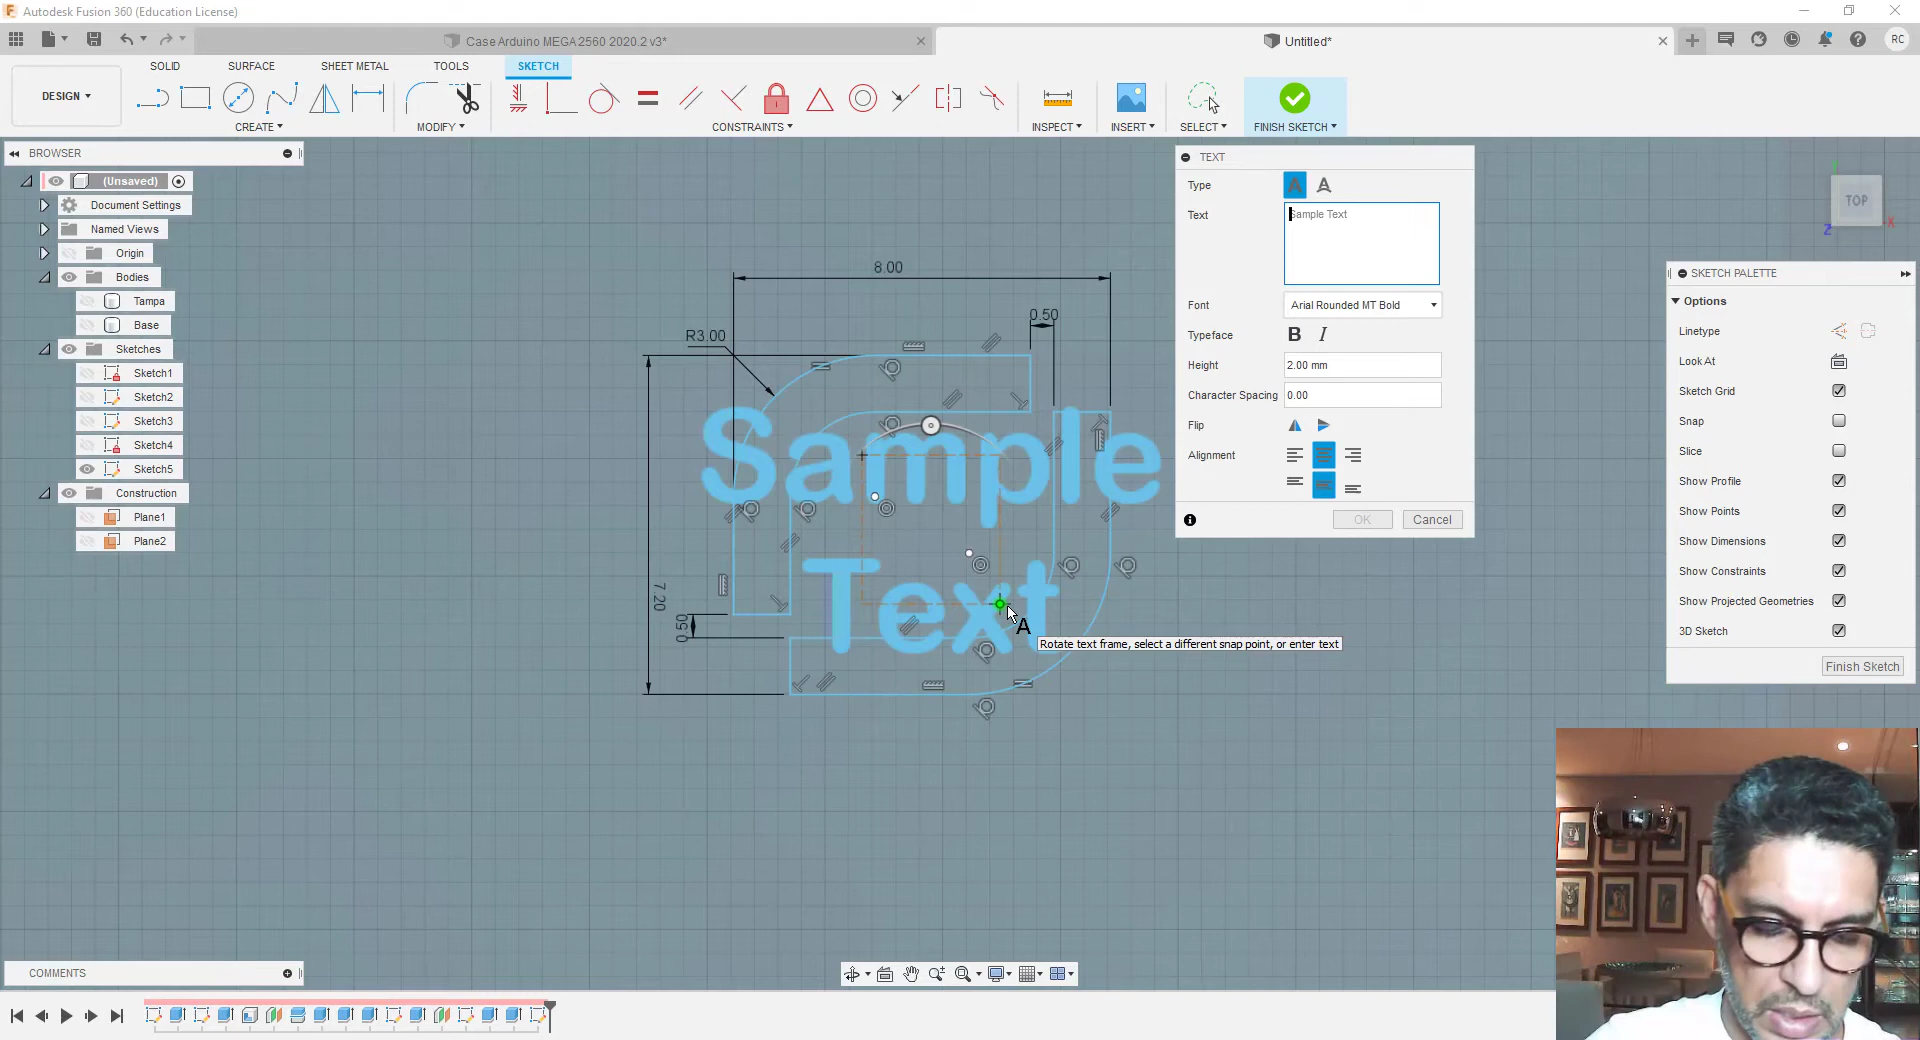 Autodesk Fusion 360 (Education License)
Case Arduino MEGA 2560 2020.2 v3*
Untitled*
RC
DESIGN
SOLID
SURFACE
SHEET METAL
TOOLS
SKETCH
CREATE
MODIFY
CONSTRAINTS
INSPECT
INSERT
SELECT
FINISH SKETCH
BROWSER
(Unsaved)
Document Settings
Named Views
Origin
Bodies
Tampa
Base
Sketches
Sketch1
Sketch2
Sketch3
Sketch4
Sketch5
Construction
Plane1
Plane2
8.00
0.50
R3.00
7.20
0.50
Sample
Text
A
Rotate text frame, select a different snap point, or enter text
TEXT
Type
Text
Sample Text
Font
Arial Rounded MT Bold
Typeface
B I
Height
2.00 mm
Character Spacing
0.00
Flip
Alignment
OK
Cancel
TOP
X
Z
SKETCH PALETTE
Options
Linetype
Look At
Sketch Grid
Snap
Slice
Show Profile
Show Points
Show Dimensions
Show Constraints
Show Projected Geometries
3D Sketch
Finish Sketch
COMMENTS